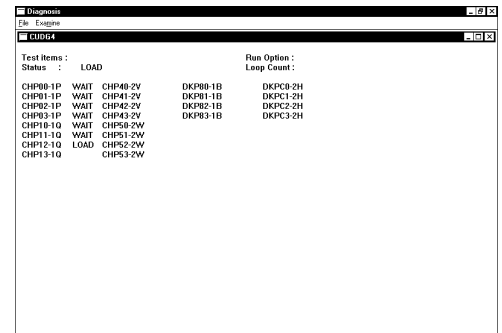 Diagnosis
File Examine
CUDG4
Test items : Run Option :
Status : LOAD Loop Count :
CHP00-1P WAIT CHP40-2V DKP80-1B DKPC0-2H
CHP01-1P WAIT CHP41-2V DKP81-1B DKPC1-2H
CHP02-1P WAIT CHP42-2V DKP82-1B DKPC2-2H
CHP03-1P WAIT CHP43-2V DKP83-1B DKPC3-2H
CHP10-1Q WAIT CHP50-2W
CHP11-1Q WAIT CHP51-2W
CHP12-1Q LOAD CHP52-2W
CHP13-1Q CHP53-2W